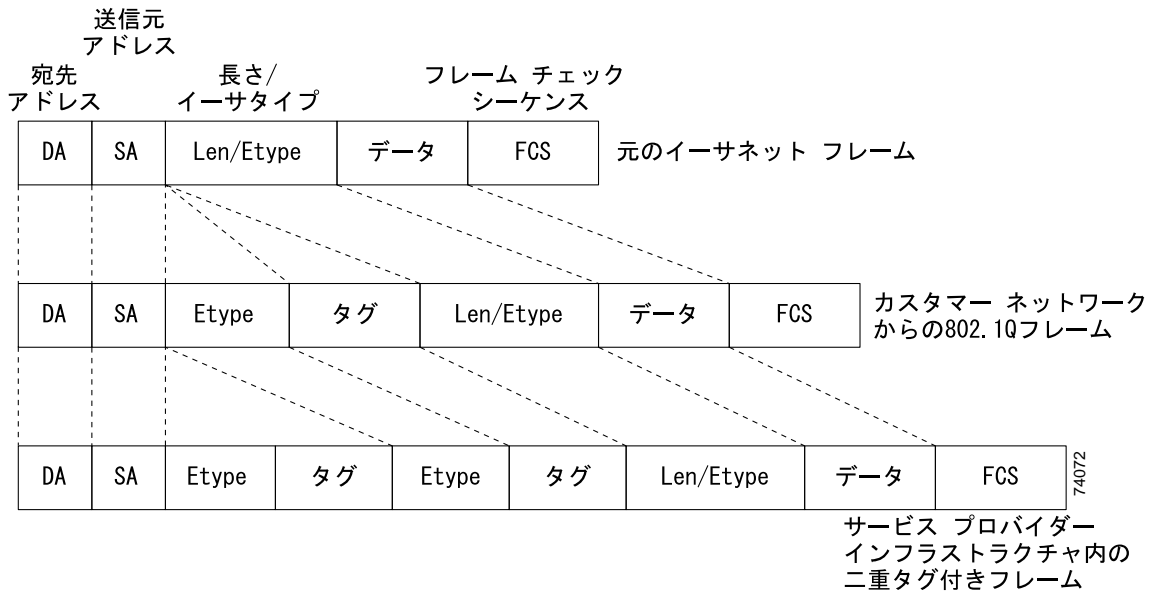 送信元
アドレス
宛先
アドレス
長さ/
イーサタイプ
フレーム チェック
シーケンス
DA SA Len/Etype データ FCS 元のイーサネット フレーム
DA SA Etype タグ Len/Etype データ FCS
カスタマー ネットワーク
からの802.1Qフレーム
DA SA Etype タグ Etype タグ Len/Etype データ FCS
74072
サービス プロバイダー
インフラストラクチャ内の
二重タグ付きフレーム